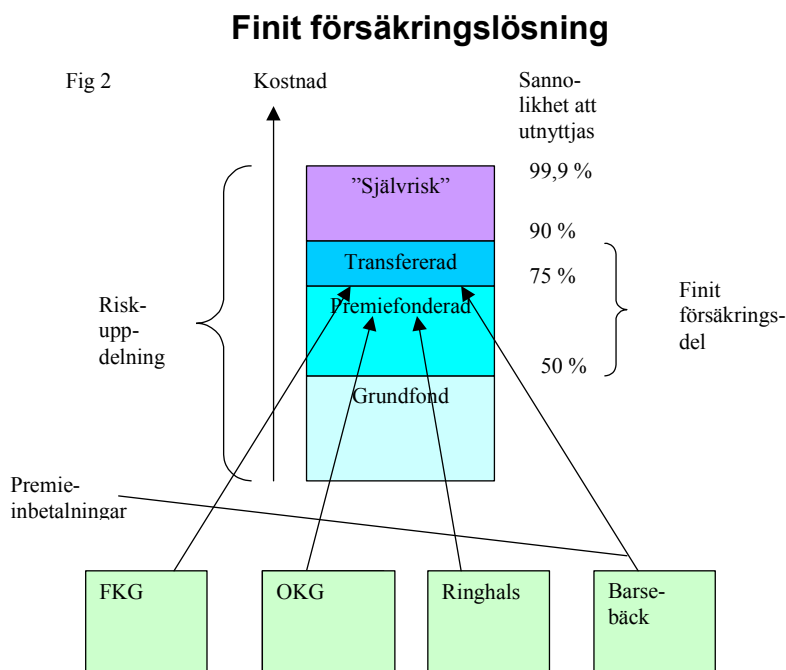 Finit försäkringslösning
Fig 2
Kostnad
Sanno-
likhet att
utnyttjas
99,9 %
”Självrisk”
90 %
Transfererad
75 %
Premiefonderad
Risk-
upp-
delning
Finit
försäkrings-
del
50 %
Grundfond
Premie-
inbetalningar
FKG
OKG
Ringhals
Barse-
bäck